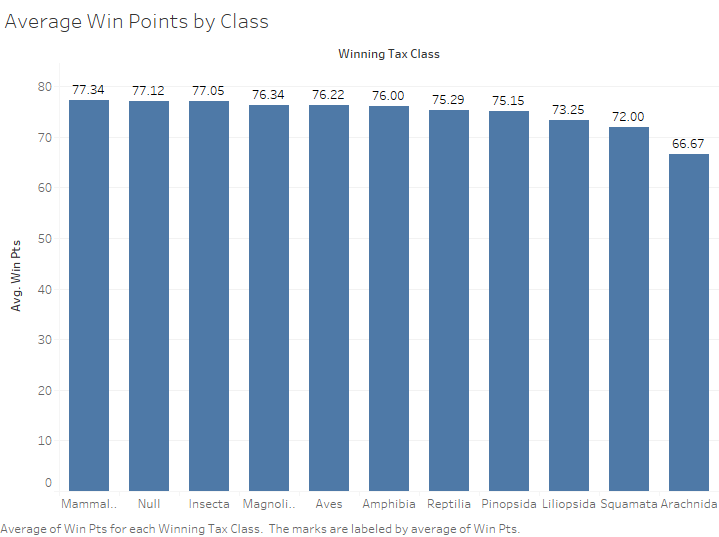 Average Win Points by Class
Winning Tax Class
80
70
60
50
40
30
20
10
0
Avg. Win Pts
77.34 77.12 77.05 76.34 76.22 76.00 75.29 75.15 73.25 72.00 66.67
Mammal.. Null Insecta Magnoli.. Aves Amphibia Reptilia Pinopsida Liliopsida Squamata Arachnida
Average of Win Pts for each Winning Tax Class. The marks are labeled by average of Win Pts.